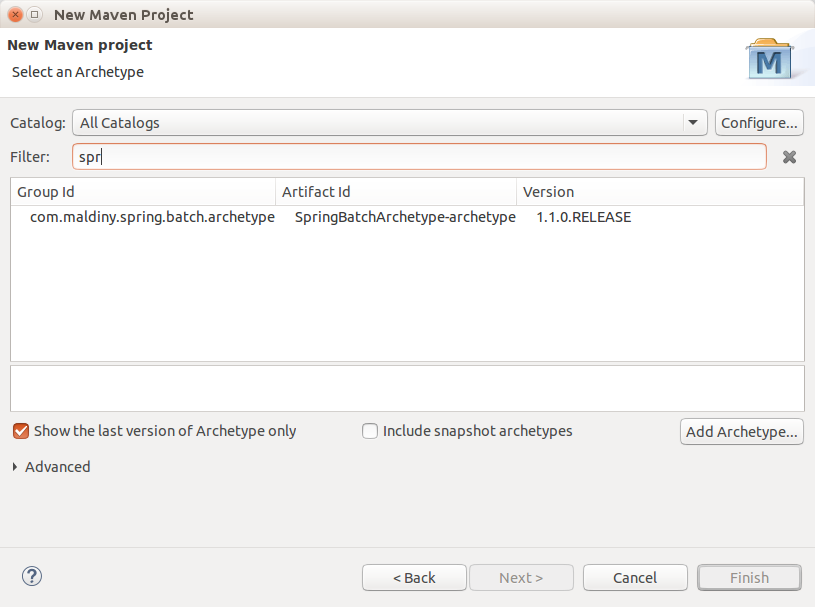 New Maven Project
New Maven project
Select an Archetype
M
Catalog: All Catalogs Configure...
Filter: spr
Group Id Artifact Id Version
com.maldiny.spring.batch.archetype SpringBatchArchetype-archetype 1.1.0.RELEASE
Show the last version of Archetype only Include snapshot archetypes Add Archetype...
Advanced
? < Back Next > Cancel Finish